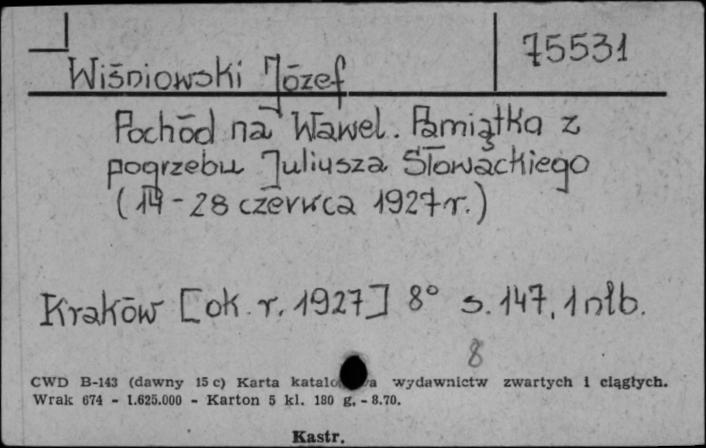 75531
Wiśniowski Józef
Pochód na Wawel. Pamiątka z
pogrzebu Juliusza Słowackiego
(14-28 czerwca 1927 r.)
Kraków [ok. r. 1927] 8° s. 147, 1 nlb.
8
CWD B-143 (dawny 15 c) Karta katalo a wydawnictw zwartych i ciągłych.
Wrak 674 - 1.625.000 - Karton 5 kl. 180 g. - 8.70.
Kastr.